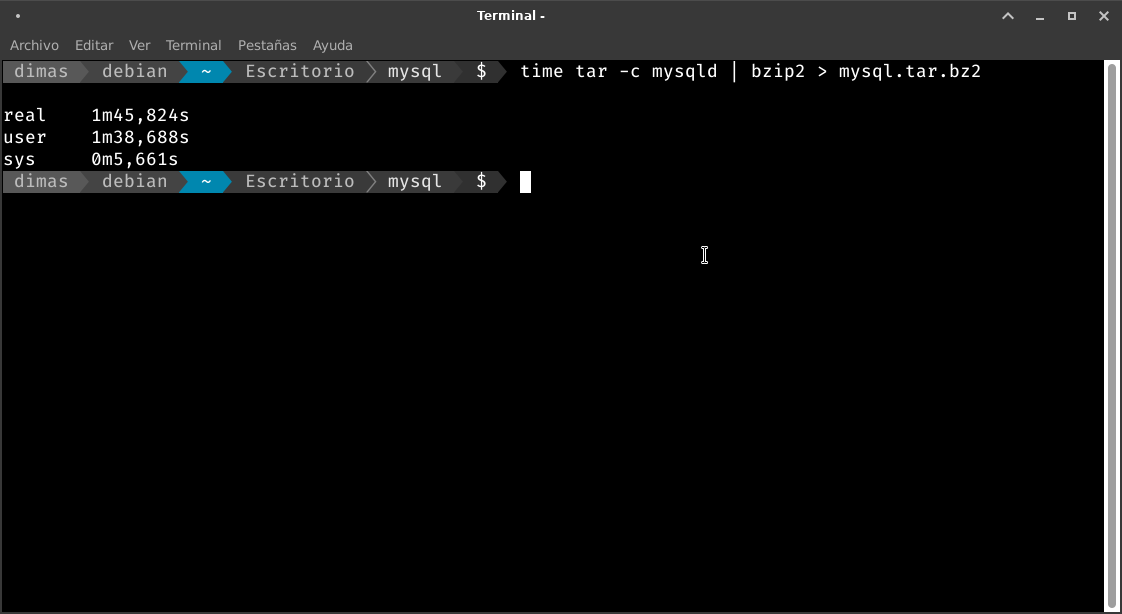 Terminal -
Archivo Editar Ver Terminal Pestañas Ayuda
dimas debian ~ Escritorio mysql $ time tar -c mysqld | bzip2 > mysql.tar.bz2
real 1m45,824s
user 1m38,688s
sys 0m5,661s
dimas debian ~ Escritorio mysql $